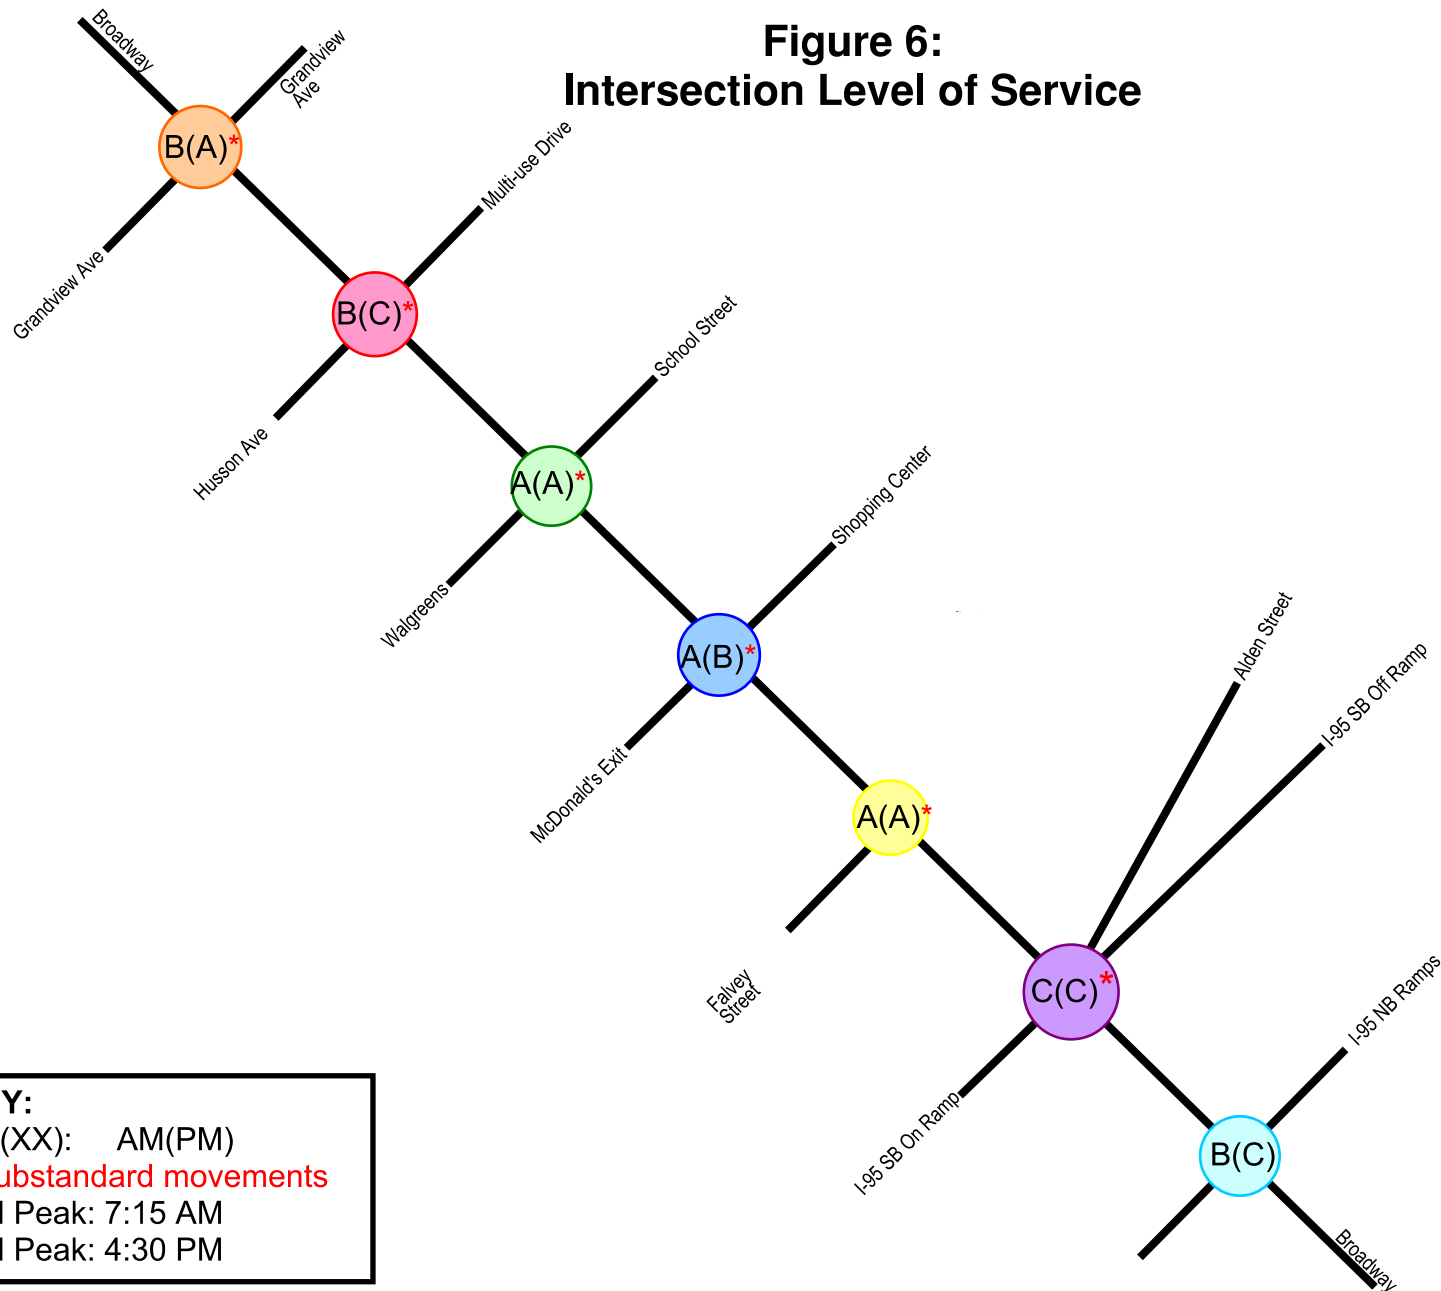 Figure 6:
Intersection Level of Service
Broadway
Grandview
Ave
B(A)*
Grandview Ave
Multi-use Drive
B(C)*
Husson Ave
School Street
A(A)*
Walgreens
Shopping Center
A(B)*
McDonald's Exit
A(A)*
Falvey
Street
Alden Street
I-95 SB Off Ramp
C(C)*
I-95 SB On Ramp
I-95 NB Ramps
B(C)
Broadway
Y:
(XX): AM(PM)
ubstandard movements
Peak: 7:15 AM
Peak: 4:30 PM